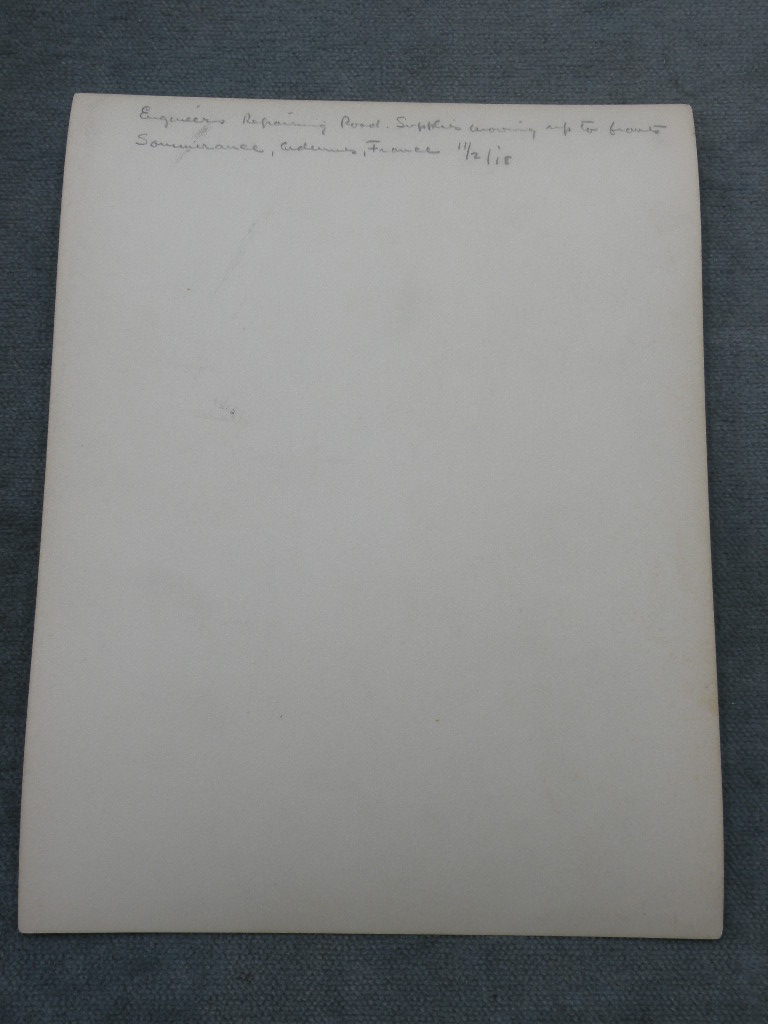 Engineers Repairing Road. Supplies moving up to front
Sommerance, Ardennes, France 11/2/18